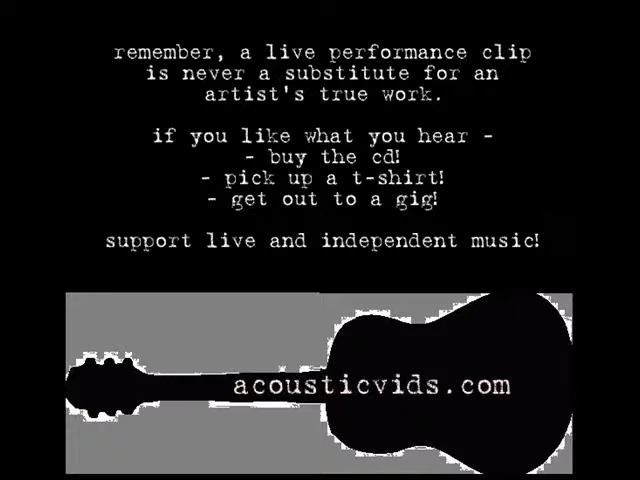 remember, a live performance clip
is never a substitute for an
artist's true work.
if you like what you hear -
- buy the cd!
- pick up a t-shirt!
- get out to a gig!
support live and independent music!
acousticvids.com